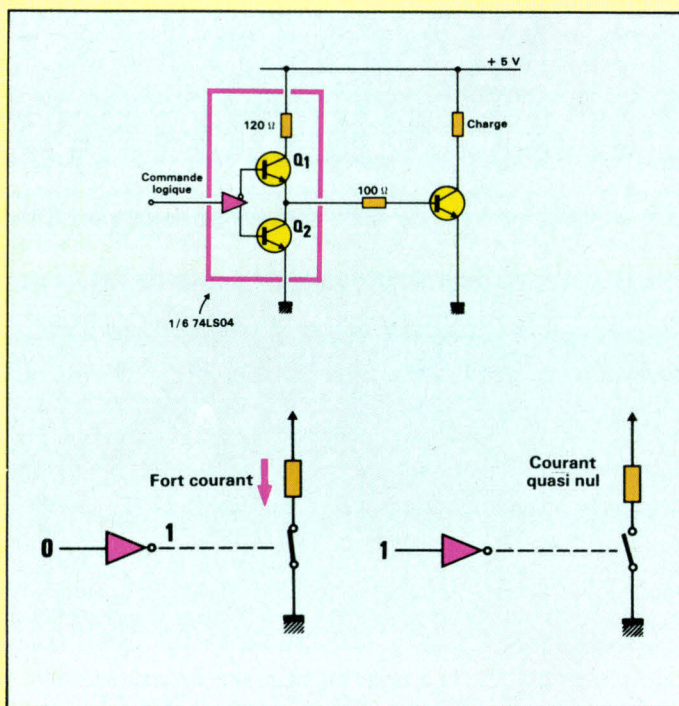 + 5 V
120 Ω
Charge
Q1
Commande
logique
100 Ω
Q2
1/6 74LS04
Fort courant
Courant
quasi nul
0
1
1